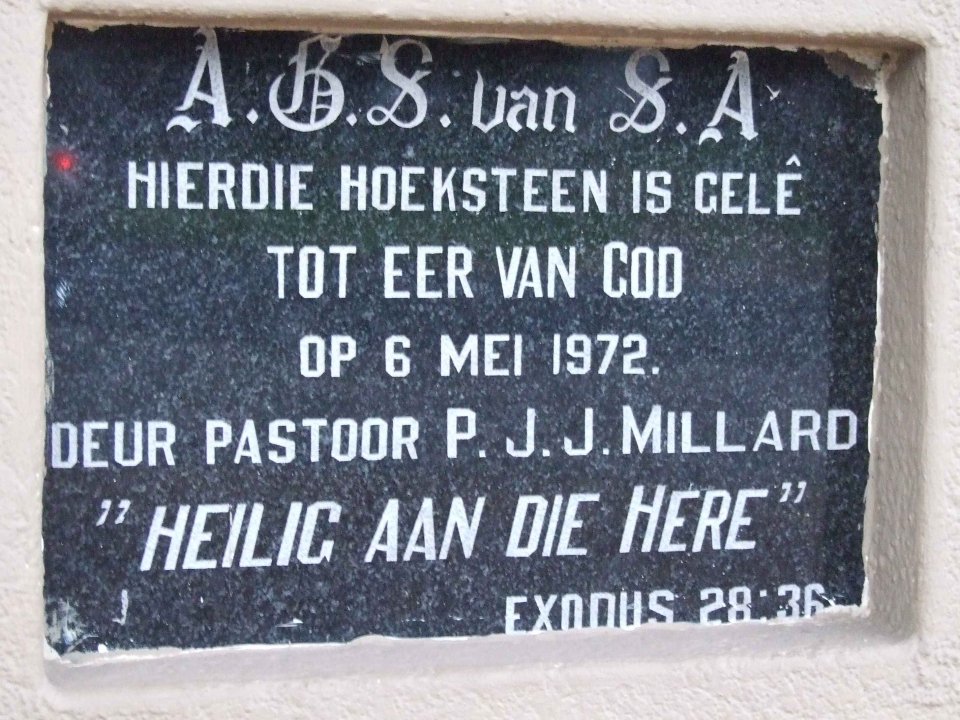 A.G.S. van S.A
HIERDIE HOEKSTEEN IS GELÊ
TOT EER VAN GOD
OP 6 MEI 1972.
DEUR PASTOOR P.J.J.MILLARD
"HEILIG AAN DIE HERE"
EXODUS 28:36